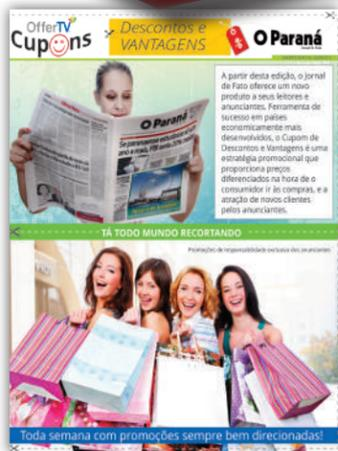 OfferTV
Cupons
Descontos e
VANTAGENS
O Paraná
A partir desta edição, o Jornal
de Fato oferece um novo
produto a seus leitores e
anunciantes. Ferramenta de
sucesso em países
economicamente mais
desenvolvidos, o Cupom de
Descontos e Vantagens é uma
estratégia promocional que
proporciona preços
diferenciados na hora de o
consumidor ir às compras, e a
atração de novos clientes
pelos anunciantes.
O Paraná
TÁ TODO MUNDO RECORTANDO
Promoções de responsabilidade exclusiva dos anunciantes
Toda semana com promoções sempre bem direcionadas!